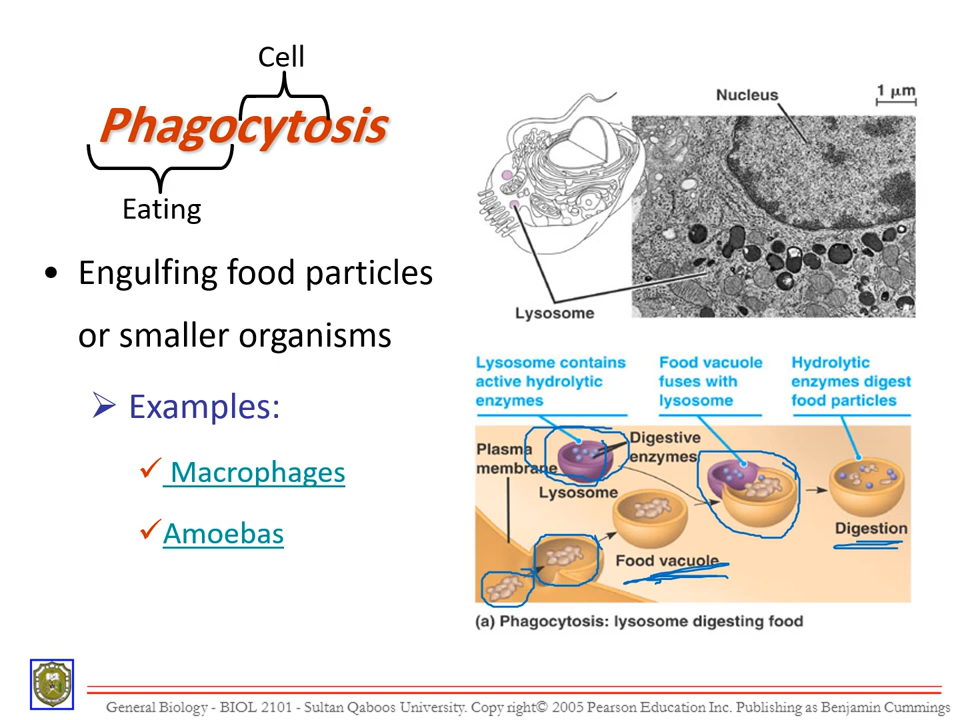 Cell
Phagocytosis
Eating
• Engulfing food particles
or smaller organisms
➢ Examples:
✓ Macrophages
✓ Amoebas
Nucleus
1 µm
Lysosome
Lysosome contains
active hydrolytic
enzymes
Food vacuole
fuses with
lysosome
Hydrolytic
enzymes digest
food particles
Plasma
membrane
Digestive
enzymes
Lysosome
Food vacuole
Digestion
(a) Phagocytosis: lysosome digesting food
General Biology - BIOL 2101 - Sultan Qaboos University. Copy right© 2005 Pearson Education Inc. Publishing as Benjamin Cummings